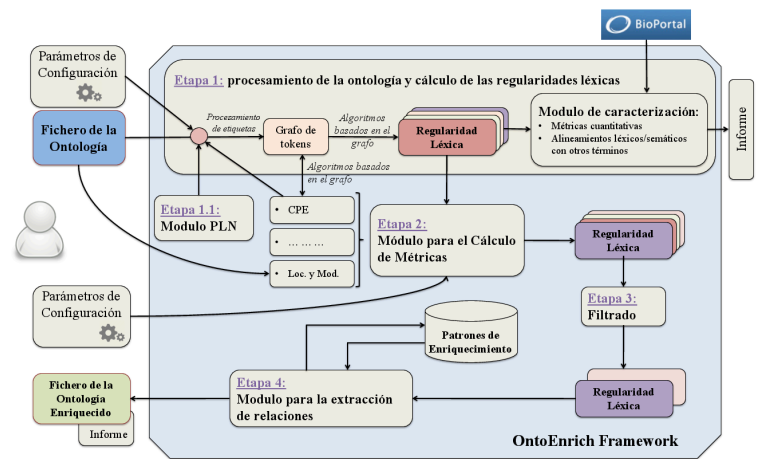 BioPortal
Parámetros de
Configuración
Etapa 1: procesamiento de la ontología y cálculo de las regularidades léxicas
Informe
Fichero de la
Ontología
Procesamiento
de etiquetas
Grafo de
tokens
Algoritmos
basados en el
grafo
Regularidad
Léxica
Modulo de caracterización:
• Métricas cuantitativas
• Alineamientos léxicos/semáticos
con otros términos
Algoritmos basados
en el grafo
Etapa 1.1:
Modulo PLN
• CPE
• … … …
• Loc. y Mod.
Etapa 2:
Módulo para el Cálculo
de Métricas
Regularidad
Léxica
Parámetros de
Configuración
Etapa 3:
Filtrado
Patrones de
Enriquecimiento
Fichero de la
Ontología
Enriquecido
Informe
Etapa 4:
Modulo para la extracción
de relaciones
Regularidad
Léxica
OntoEnrich Framework